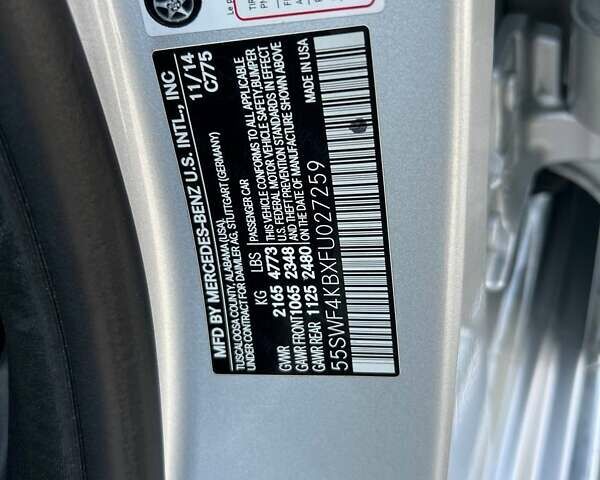 MFD BY MERCEDES-BENZ U.S. INTL., INC 11/14
TUSCALOOSA COUNTY, ALABAMA (USA) C775
UNDER CONTRACT FOR DAIMLER AG, STUTTGART (GERMANY)
KG LBS PASSENGER CAR
GVWR 2165 4773
GAWR FRONT 1065 2348
GAWR REAR 1125 2480
THIS VEHICLE CONFORMS TO ALL APPLICABLE
U.S. FEDERAL MOTOR VEHICLE SAFETY, BUMPER
AND THEFT PREVENTION STANDARDS IN EFFECT
ON THE DATE OF MANUFACTURE SHOWN ABOVE
MADE IN USA
55SWF4KBXFU027259